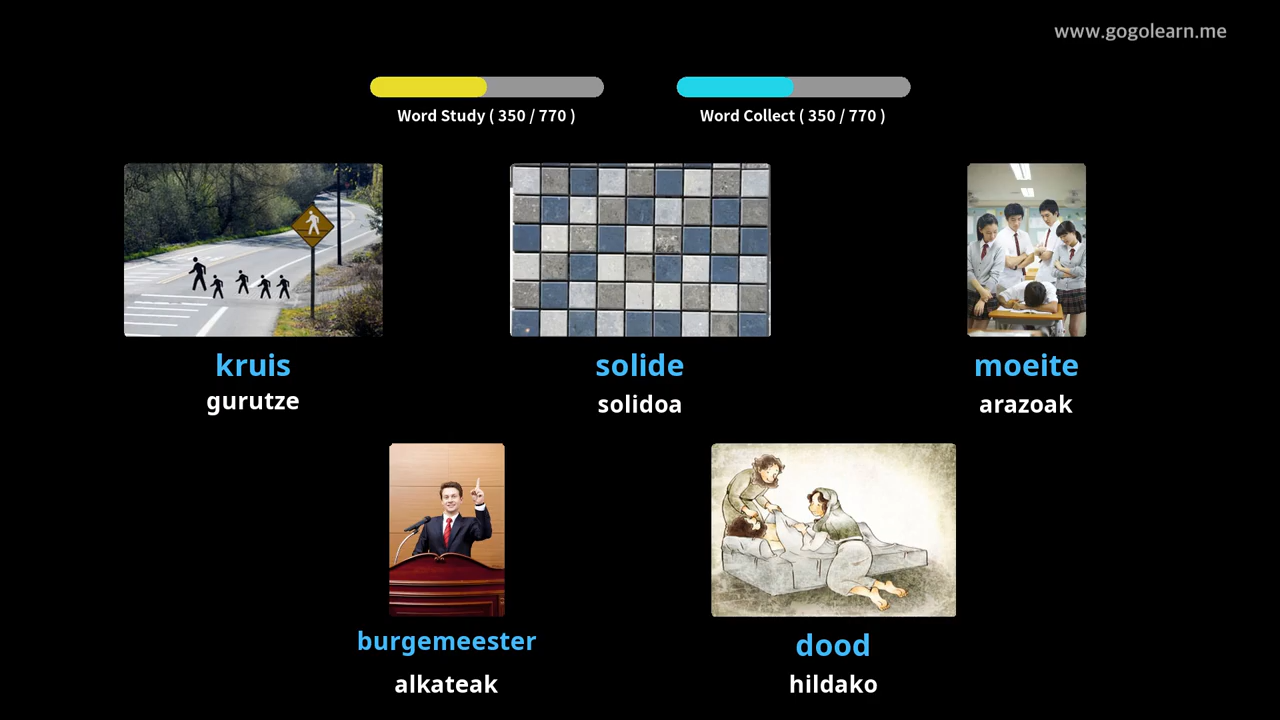 www.gogolearn.me
Word Study ( 350 / 770 )
Word Collect ( 350 / 770 )
kruis
gurutze
solide
solidoa
moeite
arazoak
burgemeester
alkateak
dood
hildako